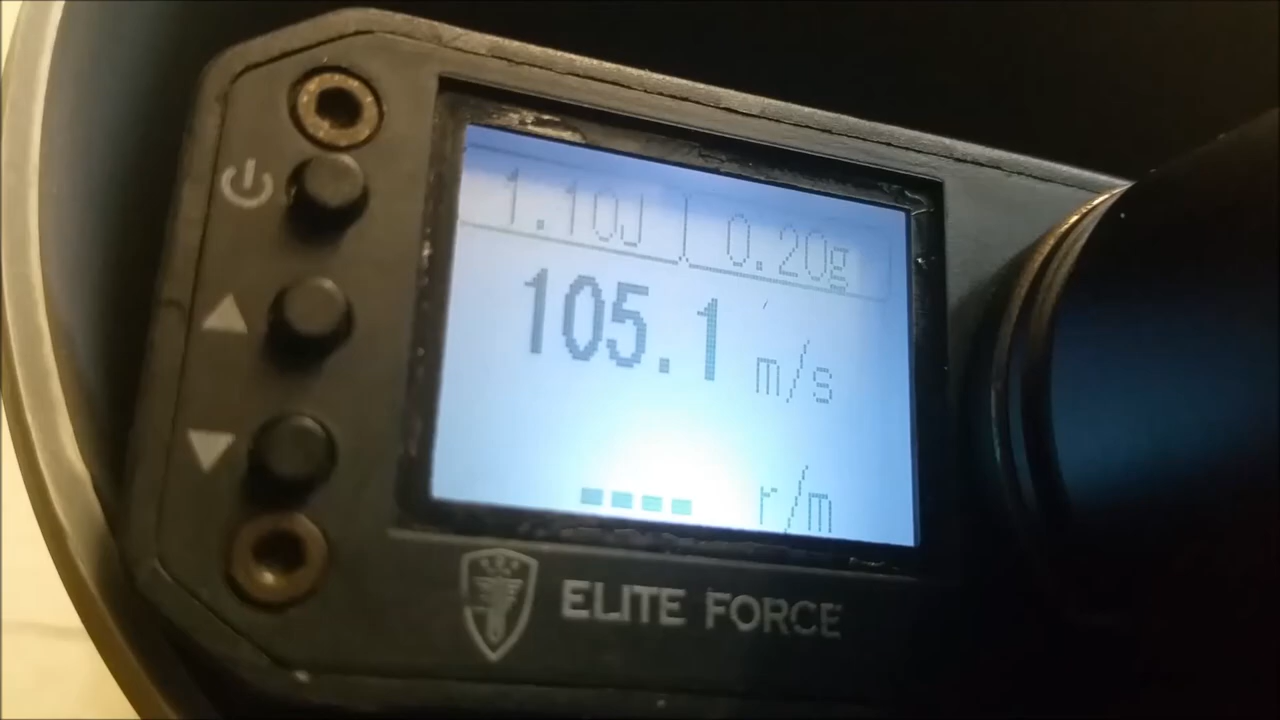 1.10J | 0.20g
105.1 m/s
---- r/m
ELITE FORCE